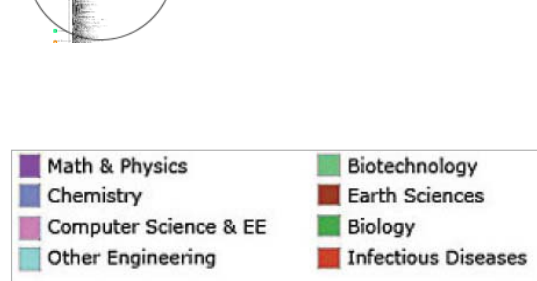 Math & Physics
Chemistry
Computer Science & EE
Other Engineering
Biotechnology
Earth Sciences
Biology
Infectious Diseases